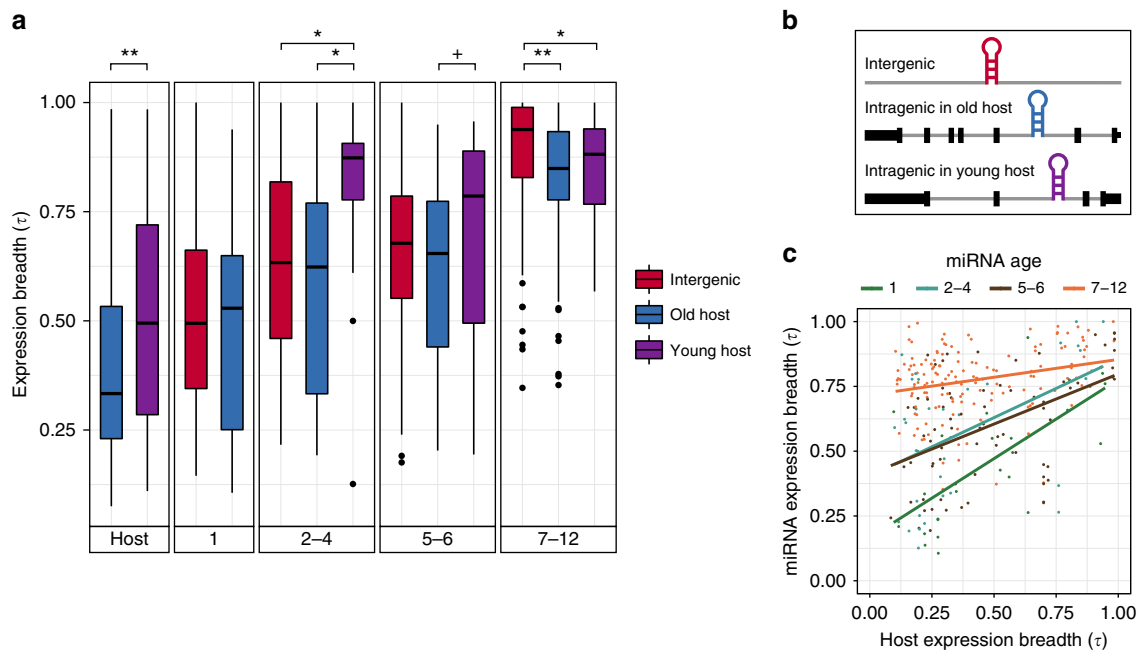 a
**
*
*
+
*
**
Expression breadth (τ)
1.00
0.75
0.50
0.25
Host
1
2–4
5–6
7–12
Intergenic
Old host
Young host
b
Intergenic
Intragenic in old host
Intragenic in young host
c
miRNA age
1
2–4
5–6
7–12
miRNA expression breadth (τ)
1.00
0.75
0.50
0.25
0.00
0.00 0.25 0.50 0.75 1.00
Host expression breadth (τ)